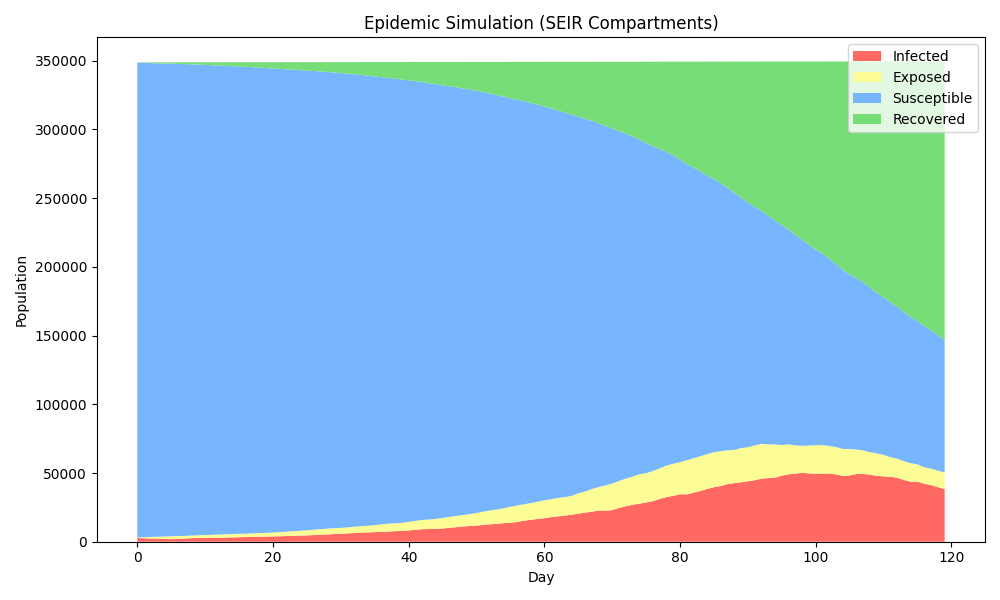 Epidemic Simulation (SEIR Compartments)
Infected
Exposed
Susceptible
Recovered
Population
350000
300000
250000
200000
150000
100000
50000
0
0 20 40 60 80 100 120
Day